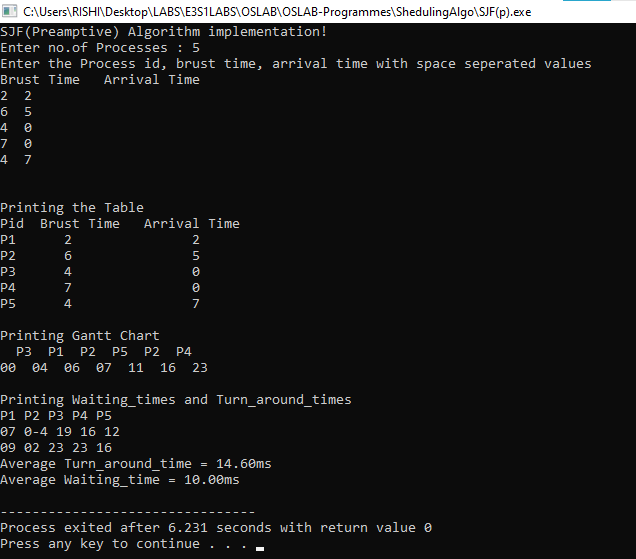 C:\Users\RISHI\Desktop\LABS\E3S1LABS\OSLAB\OSLAB-Programmes\ShedulingAlgo\SJF(p).exe
SJF(Preamptive) Algorithm implementation!
Enter no.of Processes : 5
Enter the Process id, brust time, arrival time with space seperated values
Brust Time   Arrival Time
2  2
6  5
4  0
7  0
4  7
Printing the Table
Pid  Brust Time   Arrival Time
P1      2               2
P2      6               5
P3      4               0
P4      7               0
P5      4               7
Printing Gantt Chart
  P3  P1  P2  P5  P2  P4
00  04  06  07  11  16  23
Printing Waiting_times and Turn_around_times
P1 P2 P3 P4 P5
07 0-4 19 16 12
09 02 23 23 16
Average Turn_around_time = 14.60ms
Average Waiting_time = 10.00ms
--------------------------------
Process exited after 6.231 seconds with return value 0
Press any key to continue . . .